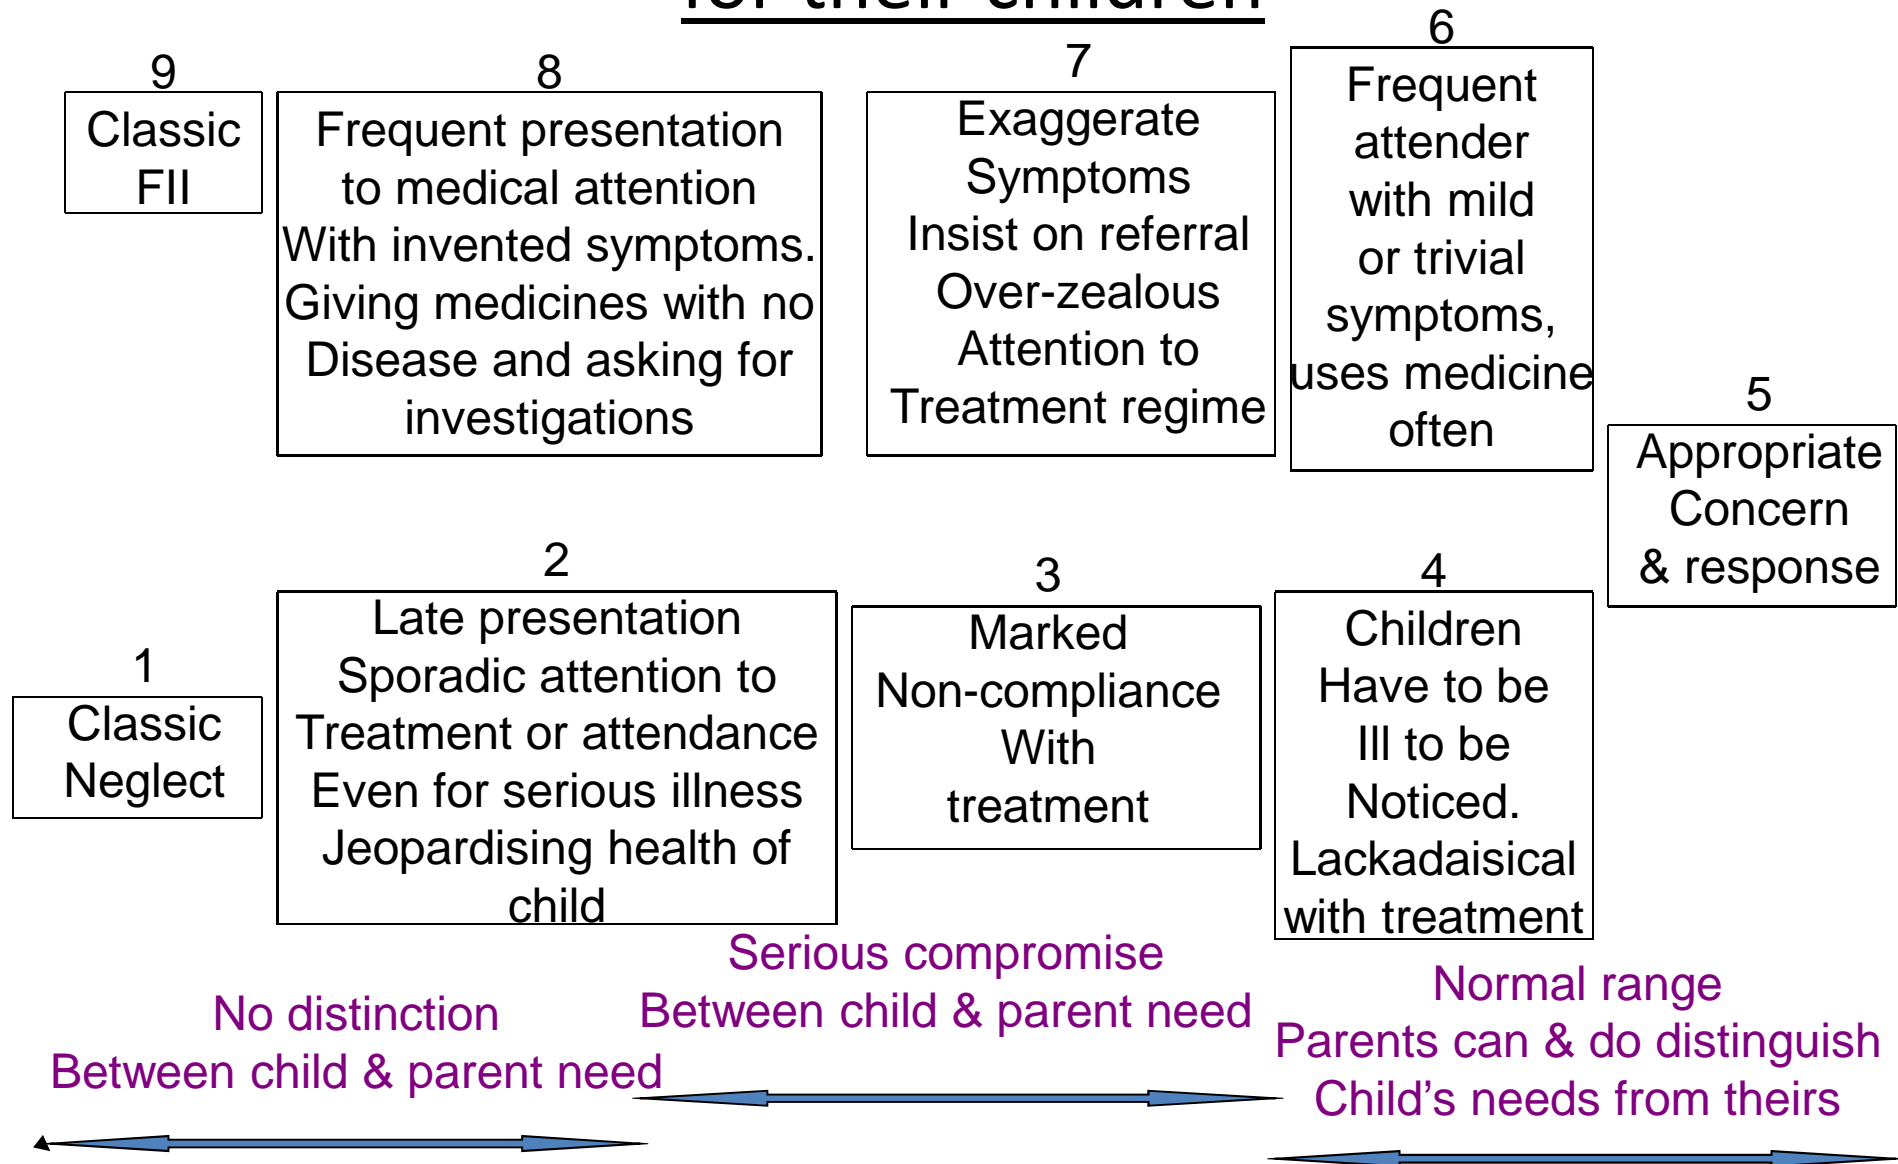 for their children
9
Classic
FII
8
Frequent presentation
to medical attention
With invented symptoms.
Giving medicines with no
Disease and asking for
investigations
7
Exaggerate
Symptoms
Insist on referral
Over-zealous
Attention to
Treatment regime
6
Frequent
attender
with mild
or trivial
symptoms,
uses medicine
often
5
Appropriate
Concern
& response
1
Classic
Neglect
2
Late presentation
Sporadic attention to
Treatment or attendance
Even for serious illness
Jeopardising health of
child
3
Marked
Non-compliance
With
treatment
4
Children
Have to be
Ill to be
Noticed.
Lackadaisical
with treatment
No distinction
Between child & parent need
Serious compromise
Between child & parent need
Normal range
Parents can & do distinguish
Child's needs from theirs